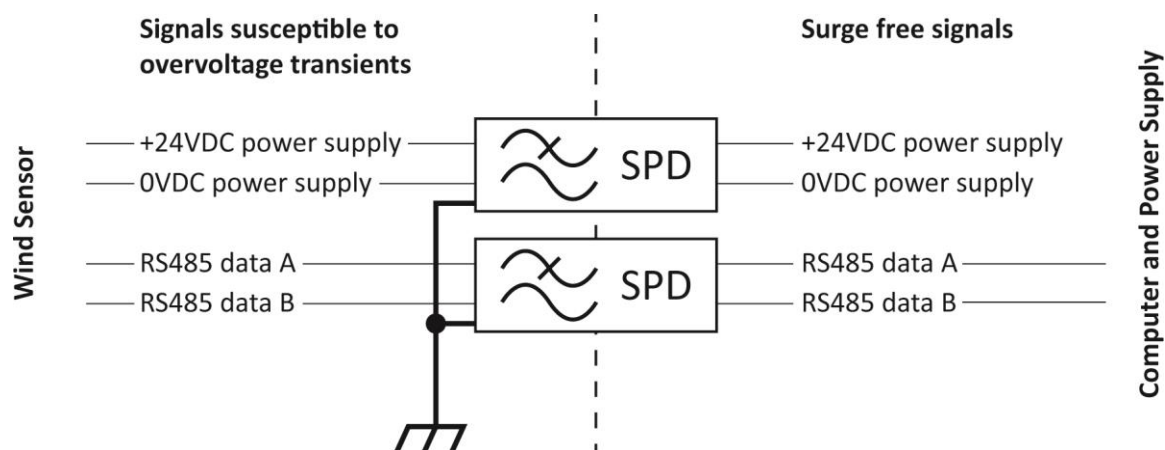 Signals susceptible to
overvoltage transients
Surge free signals
Wind Sensor
+24VDC power supply
0VDC power supply
SPD
+24VDC power supply
0VDC power supply
RS485 data A
RS485 data B
SPD
RS485 data A
RS485 data B
Computer and Power Supply